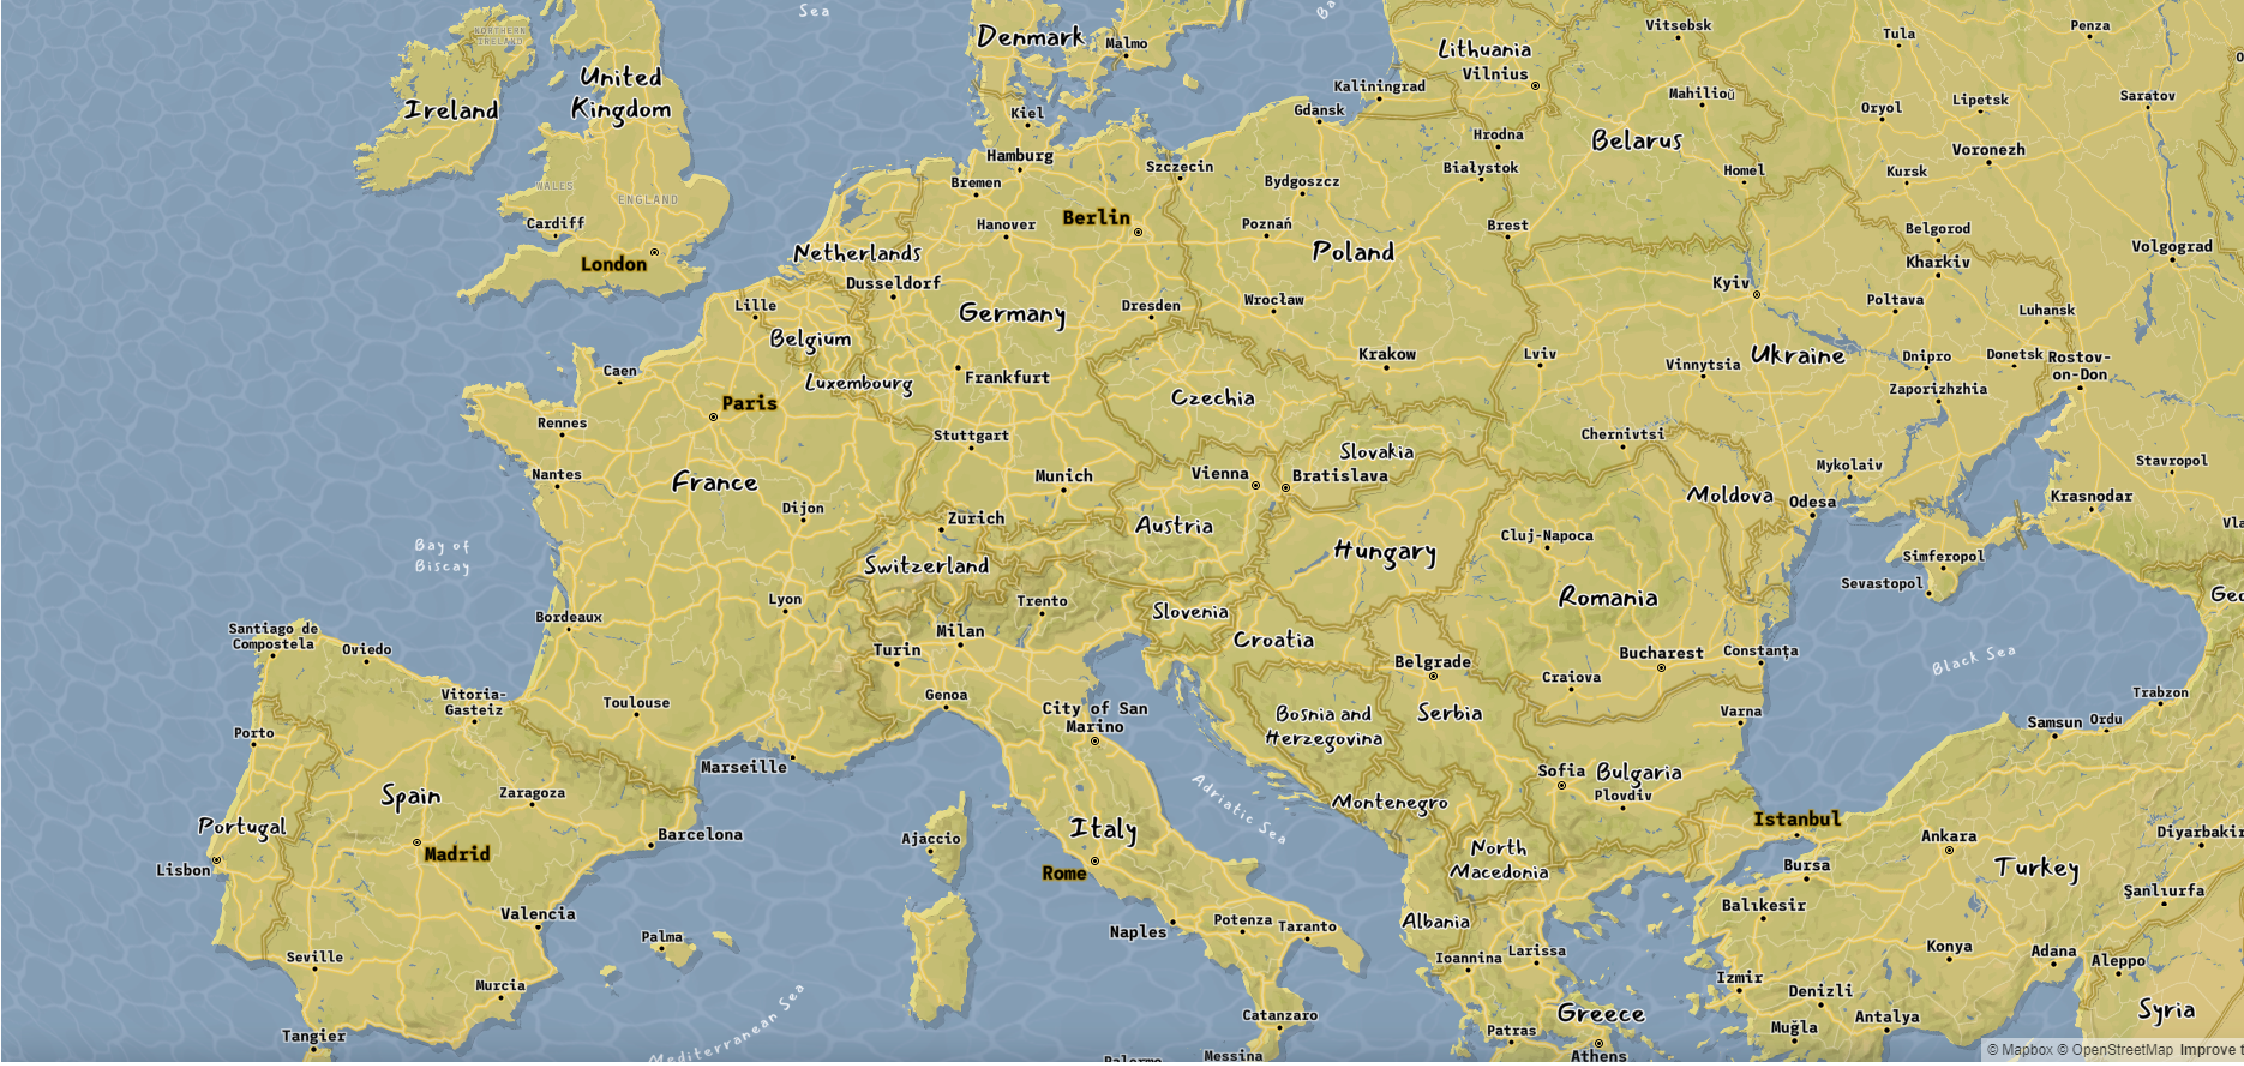 Sea
Ba
NORTHERN
IRELAND
Denmark
Malmo
Lithuania
Vilnius
Vitsebsk
Tula
Penza
United
Kingdom
Ireland
Kiel
Gdansk
Kaliningrad
Mahilioŭ
Oryol
Lipetsk
Saratov
Hrodna
Belarus
Hamburg
Szczecin
Białystok
Voronezh
Homel
Kursk
Bremen
Bydgoszcz
WALES
ENGLAND
Cardiff
Hanover
Berlin
Poznań
Brest
Belgorod
Volgograd
London
Netherlands
Poland
Kharkiv
Dusseldorf
Kyiv
Lille
Germany
Dresden
Wrocław
Poltava
Luhansk
Belgium
Krakow
Lviv
Vinnytsia
Ukraine
Dnipro
Donetsk
Rostov-
on-Don
Caen
Luxembourg
Frankfurt
Czechia
Zaporizhzhia
Paris
Rennes
Stuttgart
Slovakia
Chernivtsi
Nantes
France
Munich
Vienna
Bratislava
Mykolaiv
Stavropol
Moldova
Odesa
Krasnodar
Dijon
Zurich
Austria
Vla
Bay of
Biscay
Switzerland
Hungary
Cluj-Napoca
Simferopol
Sevastopol
Geo
Lyon
Trento
Slovenia
Romania
Bordeaux
Santiago de
Compostela
Oviedo
Milan
Turin
Croatia
Belgrade
Bucharest
Constanța
Black Sea
Vitoria-
Gasteiz
Toulouse
Genoa
Craiova
Trabzon
City of San
Marino
Bosnia and
Herzegovina
Serbia
Varna
Samsun
Ordu
Porto
Marseille
Sofia
Bulgaria
Plovdiv
Spain
Zaragoza
Adriatic Sea
Montenegro
Istanbul
Portugal
Barcelona
Ajaccio
Italy
Ankara
Diyarbakir
Madrid
North
Macedonia
Lisbon
Rome
Bursa
Turkey
Şanlıurfa
Valencia
Balıkesir
Naples
Potenza
Taranto
Albania
Palma
Seville
Ioannina
Larissa
Konya
Adana
Aleppo
Murcia
Izmir
Denizli
Mediterranean Sea
Catanzaro
Greece
Antalya
Syria
Tangier
Patras
Muğla
Palermo
Messina
Athens
© Mapbox © OpenStreetMap Improve t